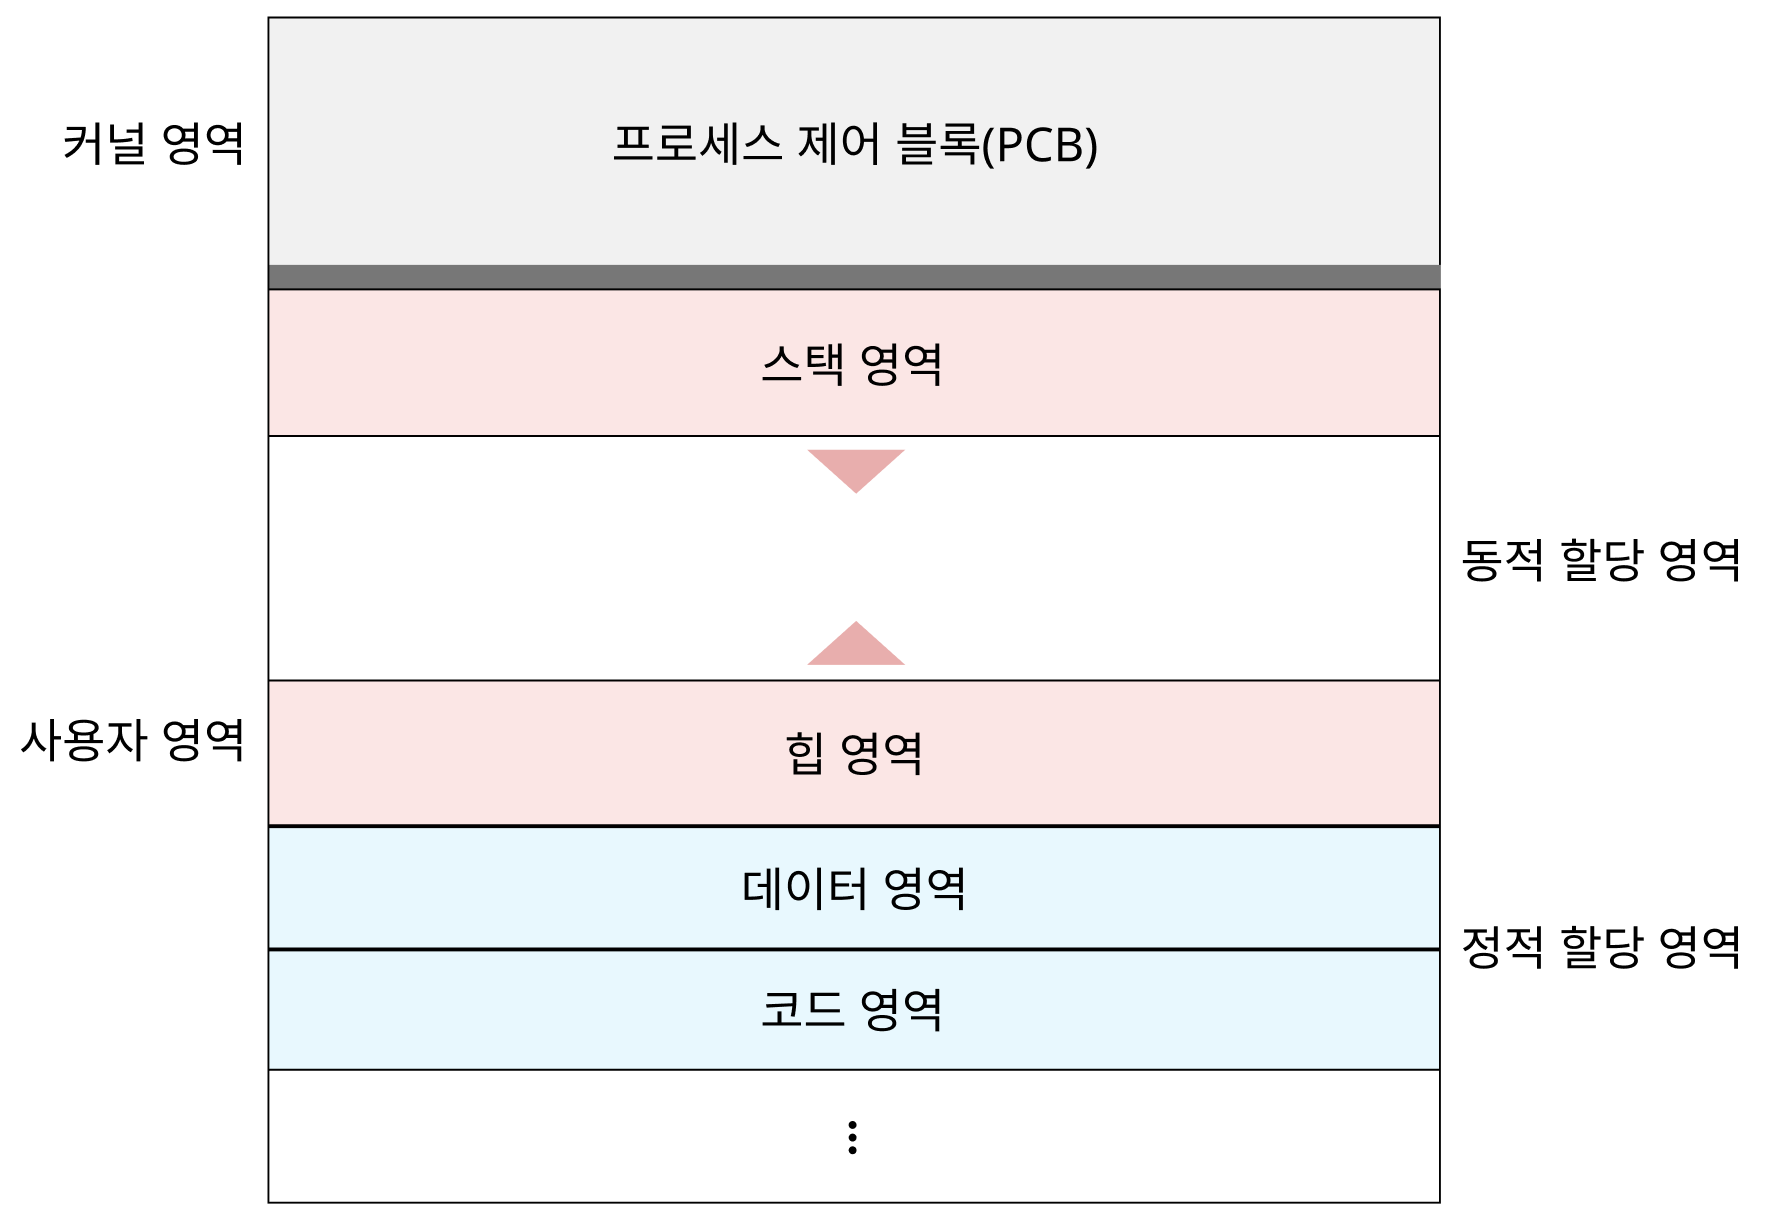 커널 영역
프로세스 제어 블록(PCB)
스택 영역
동적 할당 영역
사용자 영역
힙 영역
데이터 영역
정적 할당 영역
코드 영역
⋮